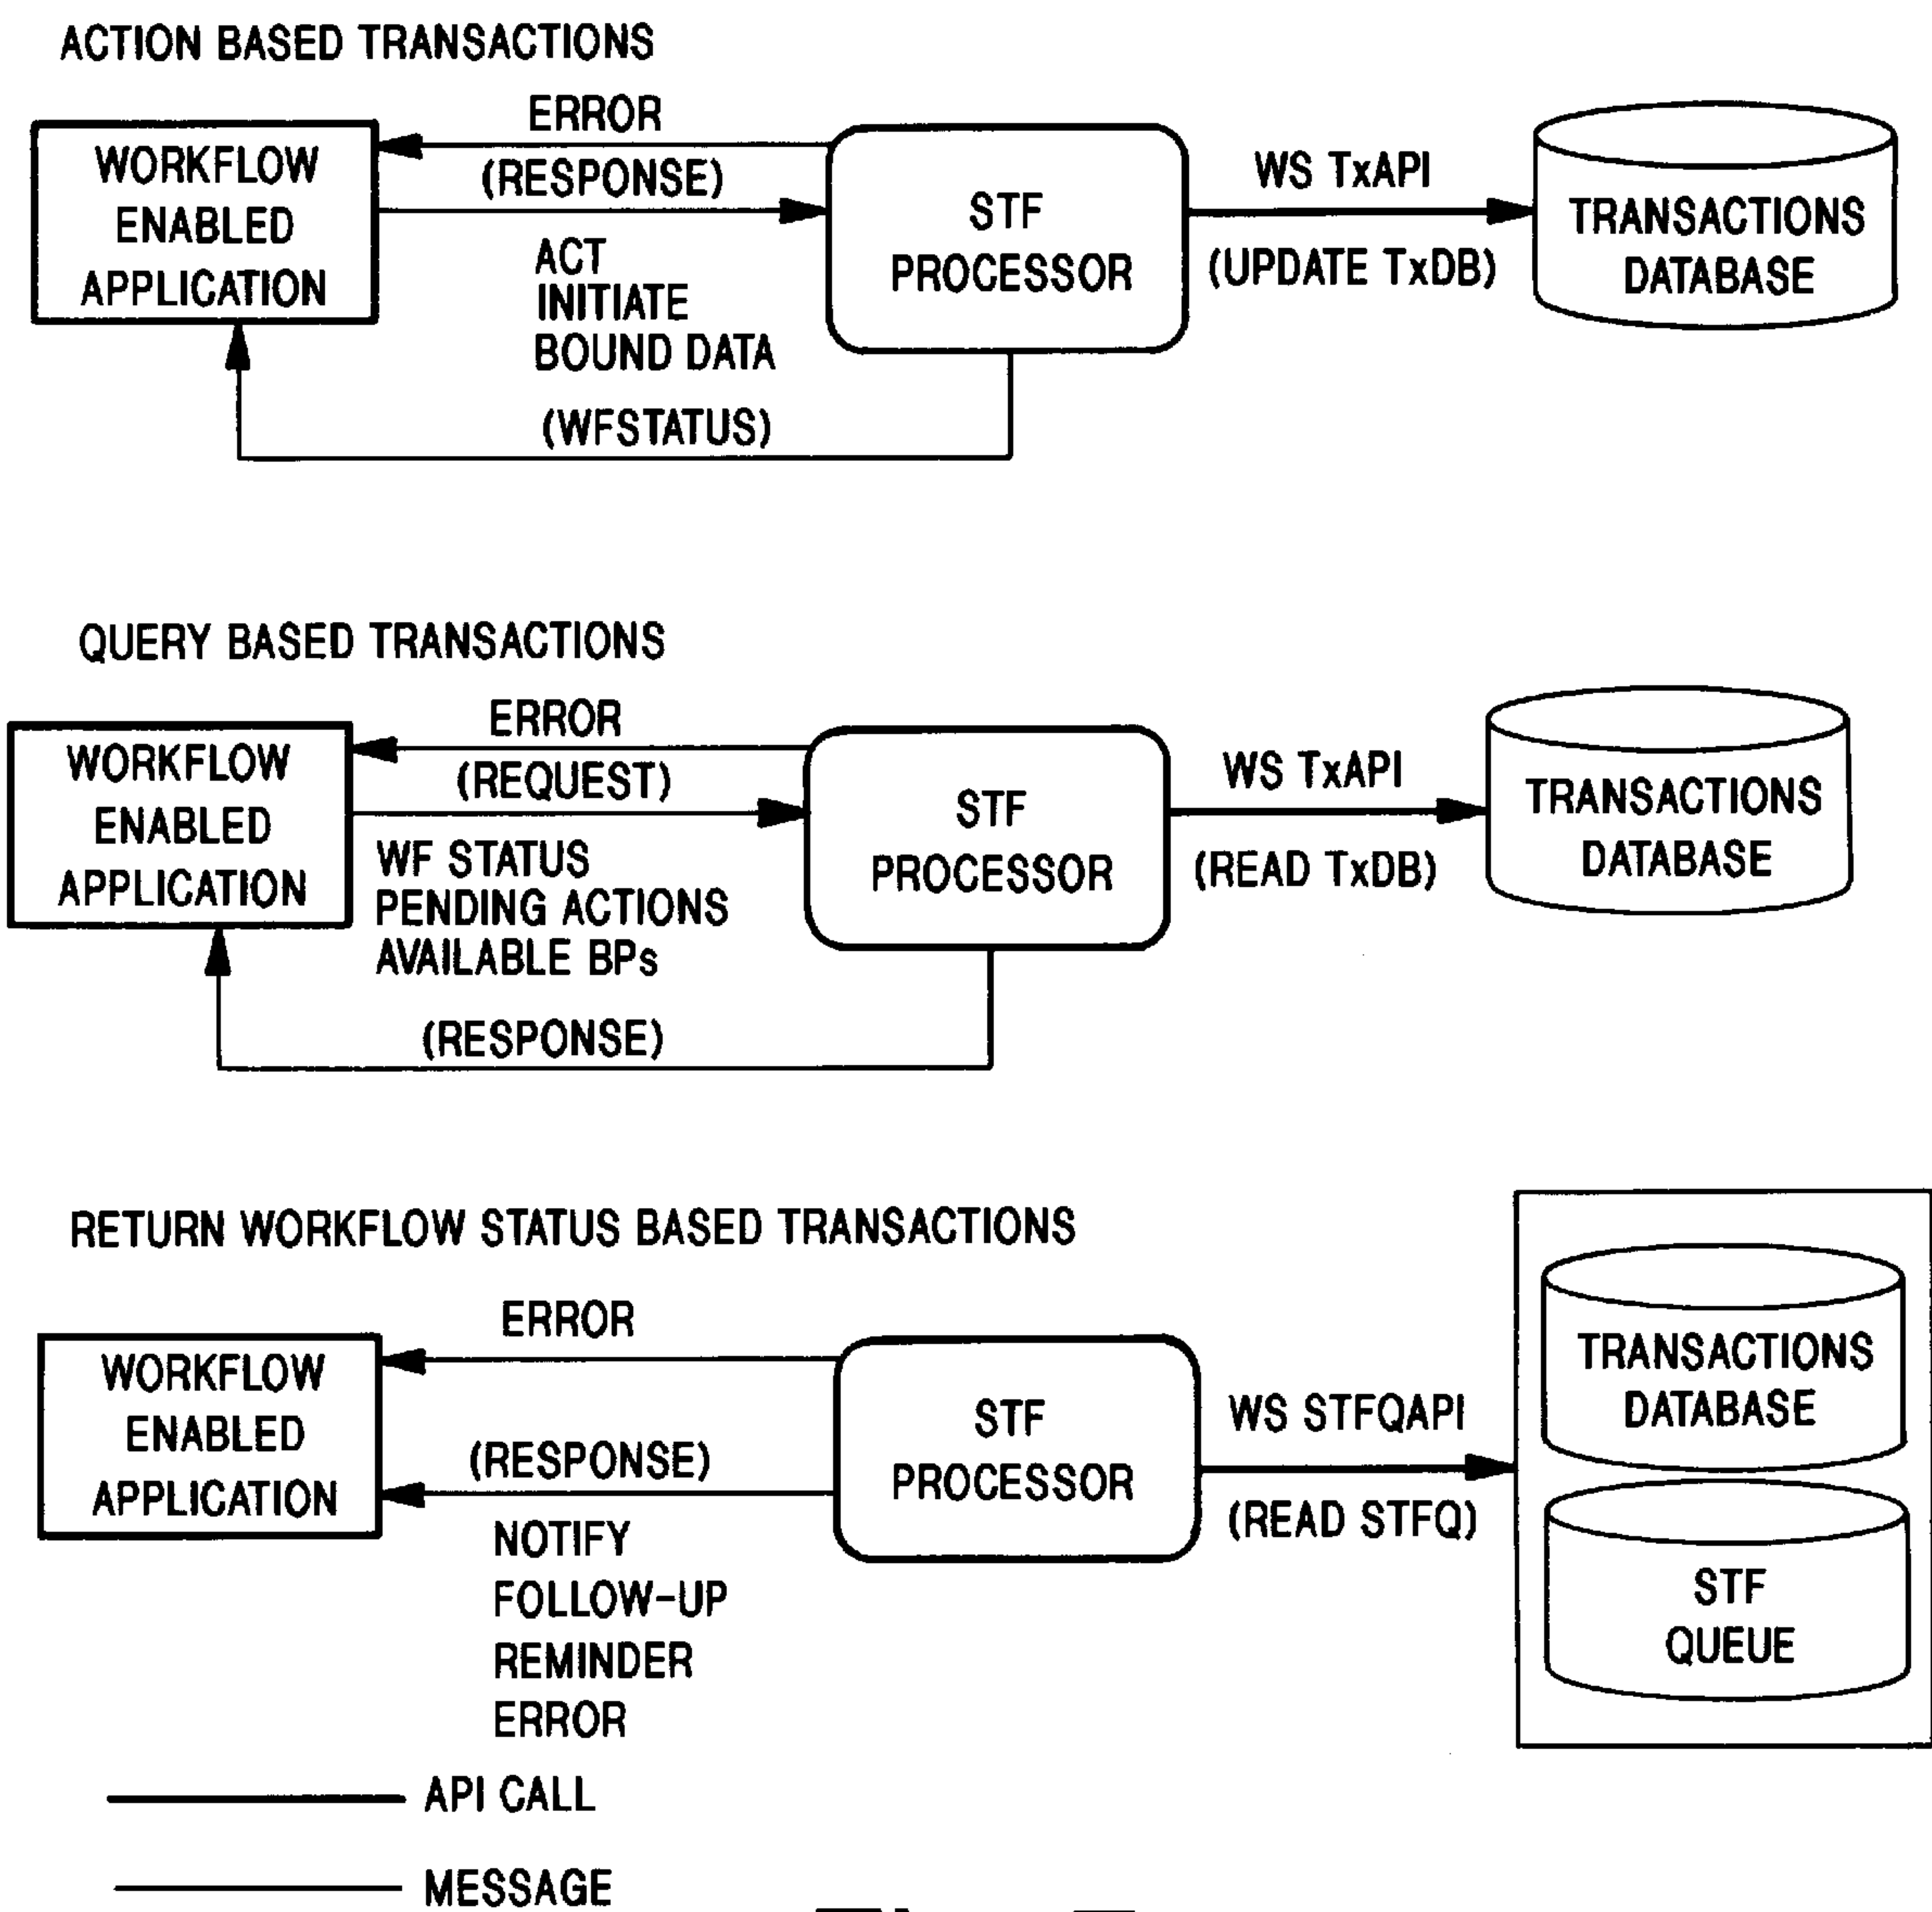 ACTION BASED TRANSACTIONS
ERROR
(RESPONSE)
WORKFLOW
ENABLED
APPLICATION
ACT
INITIATE
BOUND DATA
(WFSTATUS)
STF
PROCESSOR
WS TxAPI
(UPDATE TxDB)
TRANSACTIONS
DATABASE
QUERY BASED TRANSACTIONS
ERROR
(REQUEST)
WORKFLOW
ENABLED
APPLICATION
WF STATUS
PENDING ACTIONS
AVAILABLE BPs
(RESPONSE)
STF
PROCESSOR
WS TxAPI
(READ TxDB)
TRANSACTIONS
DATABASE
RETURN WORKFLOW STATUS BASED TRANSACTIONS
ERROR
WORKFLOW
ENABLED
APPLICATION
(RESPONSE)
NOTIFY
FOLLOW-UP
REMINDER
ERROR
STF
PROCESSOR
WS STFQAPI
(READ STFQ)
TRANSACTIONS
DATABASE
STF
QUEUE
API CALL
MESSAGE